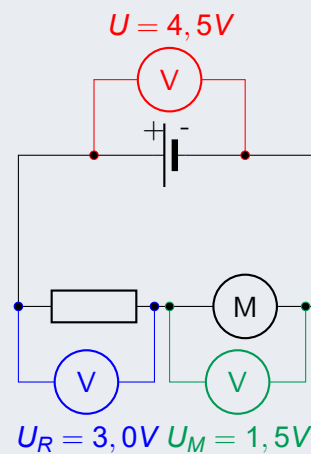 U = 4, 5V
V
+ -
M
V V
U_R = 3, 0V U_M = 1, 5V